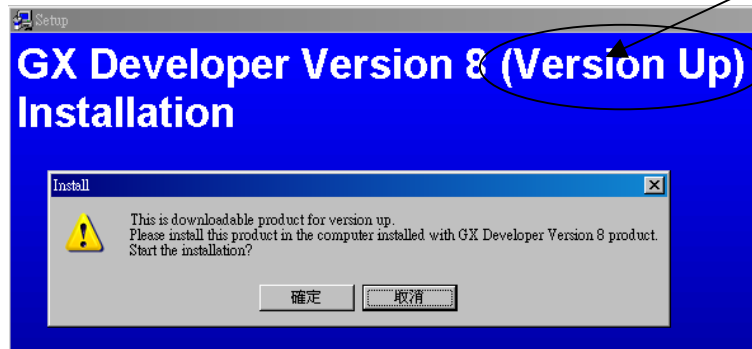 Setup
GX Developer Version 8 (Version Up)
Installation
Install
This is downloadable product for version up.
Please install this product in the computer installed with GX Developer Version 8 product.
Start the installation?
確定
取消